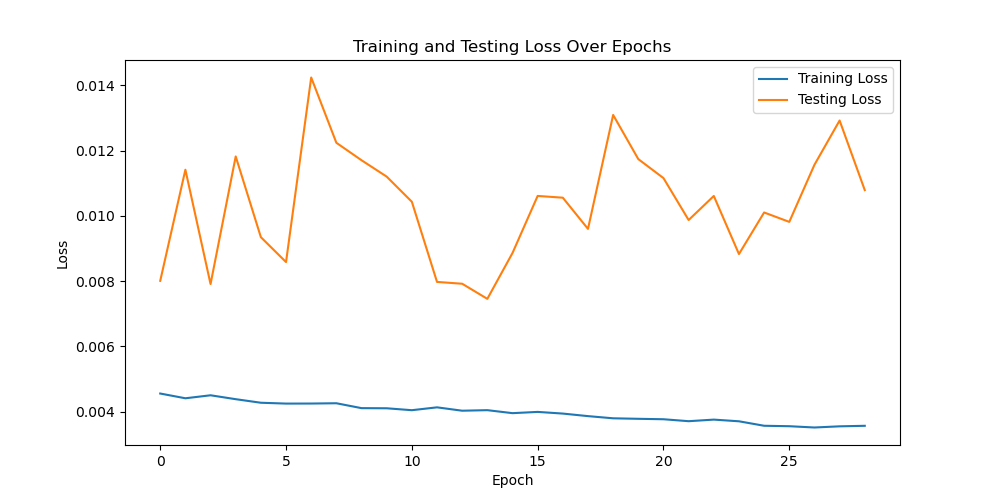 Training and Testing Loss Over Epochs
Training Loss
Testing Loss
0.014
0.012
0.010
0.008
0.006
0.004
Loss
0 5 10 15 20 25
Epoch